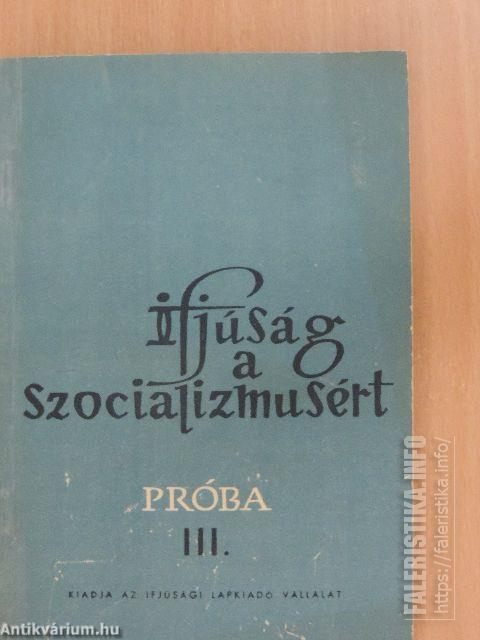 Ifjúság
a
szocializmusért
PRÓBA
III.
KIADJA AZ IFJÚSÁGI LAPKIADÓ VÁLLALAT
Antikvárium.hu
FALERISTIKA.INFO
https://faleristika.info/